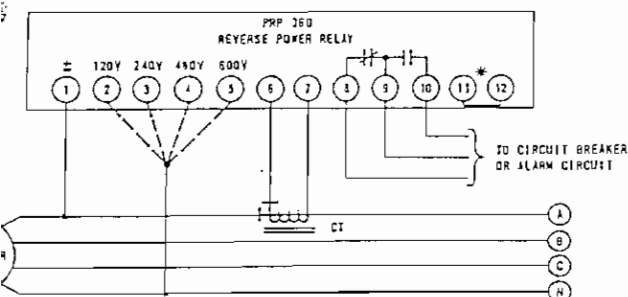 PRP 360
REVERSE POWER RELAY
± 120V 240V 480V 600V
1 2 3 4 5 6 7 8 9 10 11 * 12
TO CIRCUIT BREAKER
OR ALARM CIRCUIT
CT
A
B
C
N